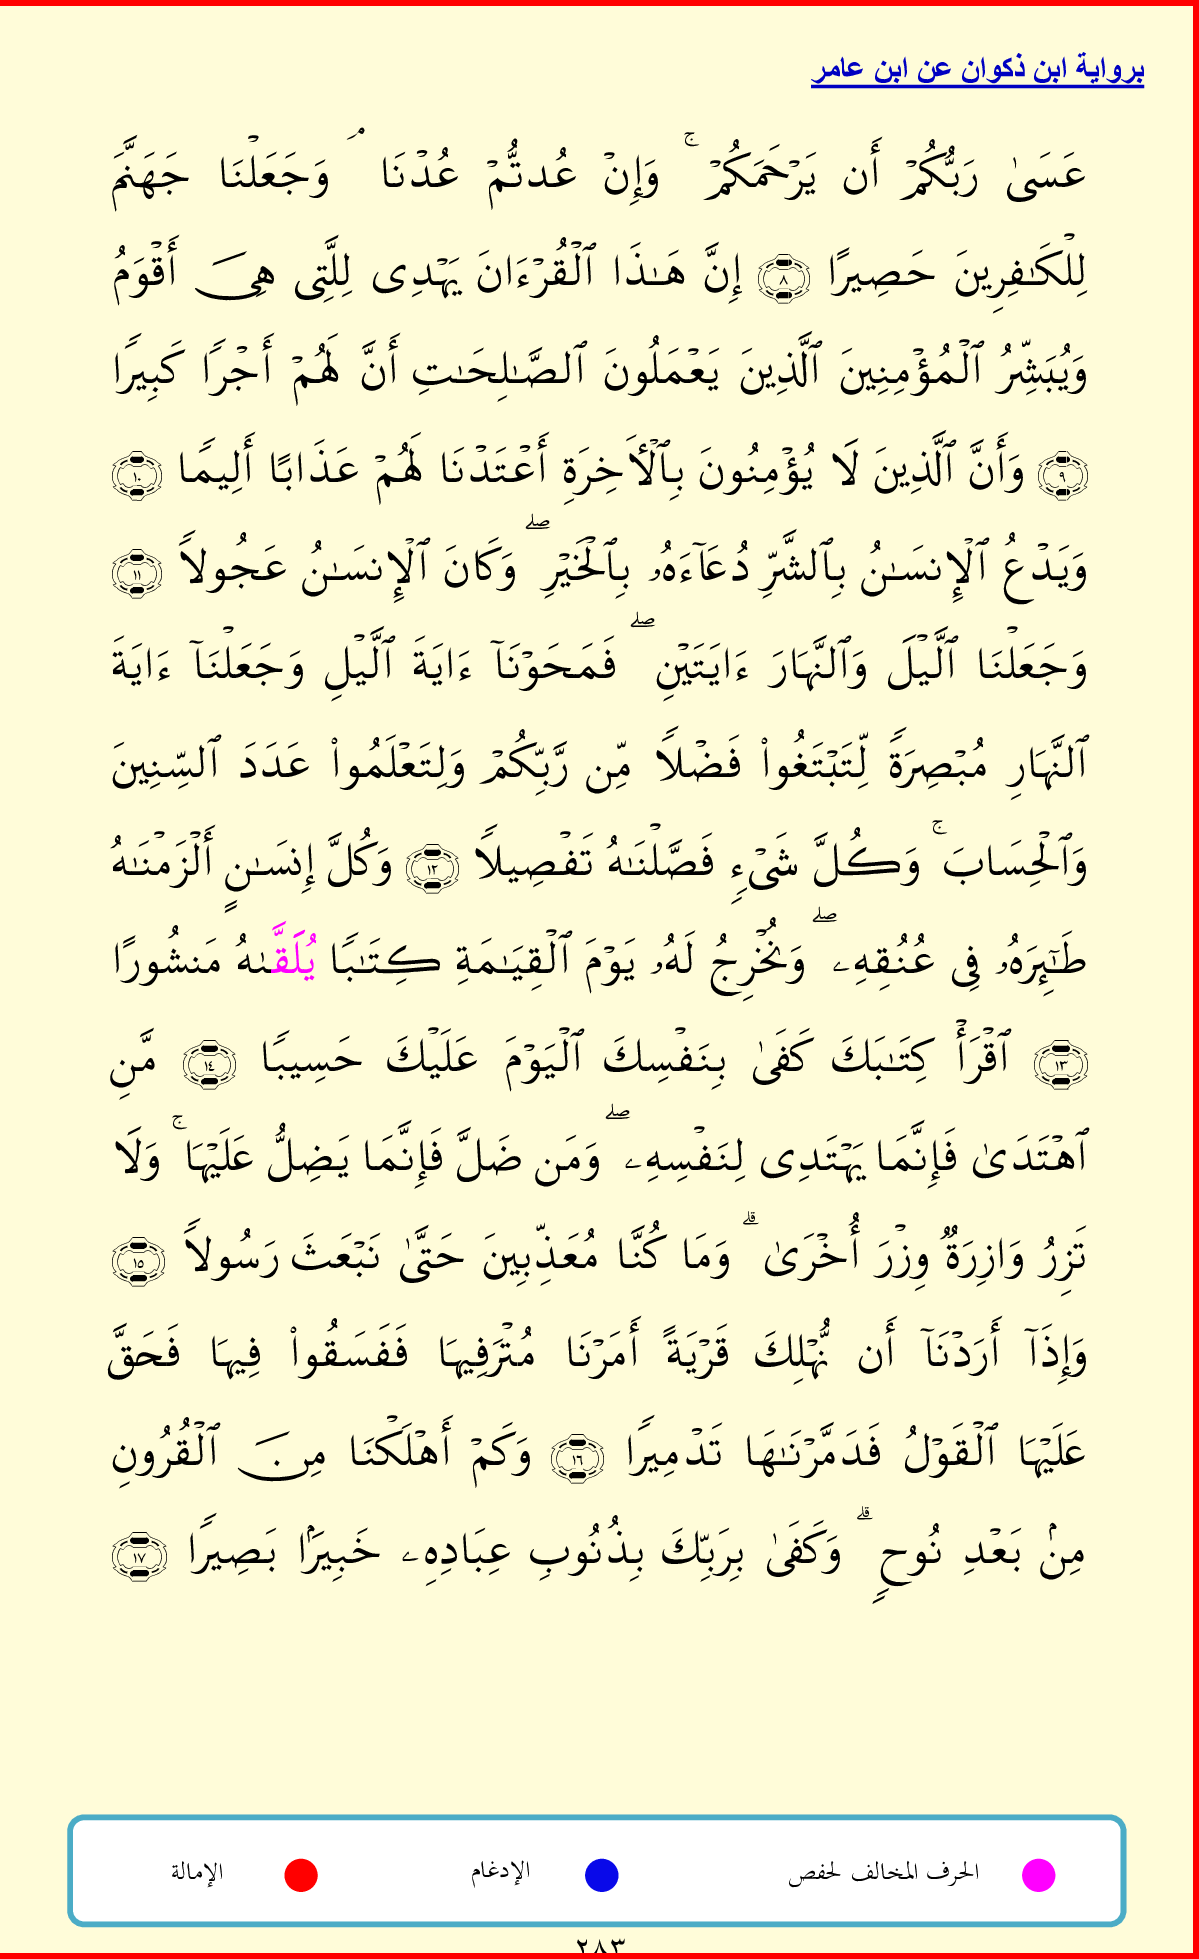 برواية ابن ذكوان عن ابن عامر
عَسَىٰ رَبُّكُمۡ أَن يَرۡحَمَكُمۡۚ وَإِنۡ عُدتُّمۡ عُدۡنَاۘ وَجَعَلۡنَا جَهَنَّمَ
لِلۡكَٰفِرِينَ حَصِيرًا ٨ إِنَّ هَٰذَا ٱلۡقُرۡءَانَ يَهۡدِى لِلَّتِى هِىَ أَقۡوَمُ
وَيُبَشِّرُ ٱلۡمُؤۡمِنِينَ ٱلَّذِينَ يَعۡمَلُونَ ٱلصَّٰلِحَٰتِ أَنَّ لَهُمۡ أَجۡرًا كَبِيرًا
٩ وَأَنَّ ٱلَّذِينَ لَا يُؤۡمِنُونَ بِٱلۡأَخِرَةِ أَعۡتَدۡنَا لَهُمۡ عَذَابًا أَلِيمًا ١٠
وَيَدۡعُ ٱلۡإِنسَٰنُ بِٱلشَّرِّ دُعَآءَهُۥ بِٱلۡخَيۡرِۖ وَكَانَ ٱلۡإِنسَٰنُ عَجُولاً ١١
وَجَعَلۡنَا ٱلَّيۡلَ وَٱلنَّهَارَ ءَايَتَيۡنِۖ فَمَحَوۡنَآ ءَايَةَ ٱلَّيۡلِ وَجَعَلۡنَآ ءَايَةَ
ٱلنَّهَارِ مُبۡصِرَةً لِّتَبۡتَغُواْ فَضۡلاً مِّن رَّبِّكُمۡ وَلِتَعۡلَمُواْ عَدَدَ ٱلسِّنِينَ
وَٱلۡحِسَابَۚ وَكُلَّ شَىۡءٍ فَصَّلۡنَٰهُ تَفۡصِيلاً ١٢ وَكُلَّ إِنسَٰنٍ أَلۡزَمۡنَٰهُ
طَٰٓئِرَهُۥ فِى عُنُقِهِۦۖ وَنُخۡرِجُ لَهُۥ يَوۡمَ ٱلۡقِيَٰمَةِ كِتَٰبًا يُلَقَّىٰهُ مَنشُورًا
١٣ ٱقۡرَأۡ كِتَٰبَكَ كَفَىٰ بِنَفۡسِكَ ٱلۡيَوۡمَ عَلَيۡكَ حَسِيبًا ١٤ مَّنِ
ٱهۡتَدَىٰ فَإِنَّمَا يَهۡتَدِى لِنَفۡسِهِۦۖ وَمَن ضَلَّ فَإِنَّمَا يَضِلُّ عَلَيۡهَاۚ وَلَا
تَزِرُ وَازِرَةٌ وِزۡرَ أُخۡرَىٰۗ وَمَا كُنَّا مُعَذِّبِينَ حَتَّىٰ نَبۡعَثَ رَسُولاً ١٥
وَإِذَآ أَرَدۡنَآ أَن نُّهۡلِكَ قَرۡيَةً أَمَرۡنَا مُتۡرَفِيهَا فَفَسَقُواْ فِيهَا فَحَقَّ
عَلَيۡهَا ٱلۡقَوۡلُ فَدَمَّرۡنَٰهَا تَدۡمِيرًا ١٦ وَكَمۡ أَهۡلَكۡنَا مِنَ ٱلۡقُرُونِ
مِنۢ بَعۡدِ نُوحٍۗ وَكَفَىٰ بِرَبِّكَ بِذُنُوبِ عِبَادِهِۦ خَبِيرَۢا بَصِيرًا ١٧
الحرف المخالف لحفص الإدغام الإمالة
٢٨٣